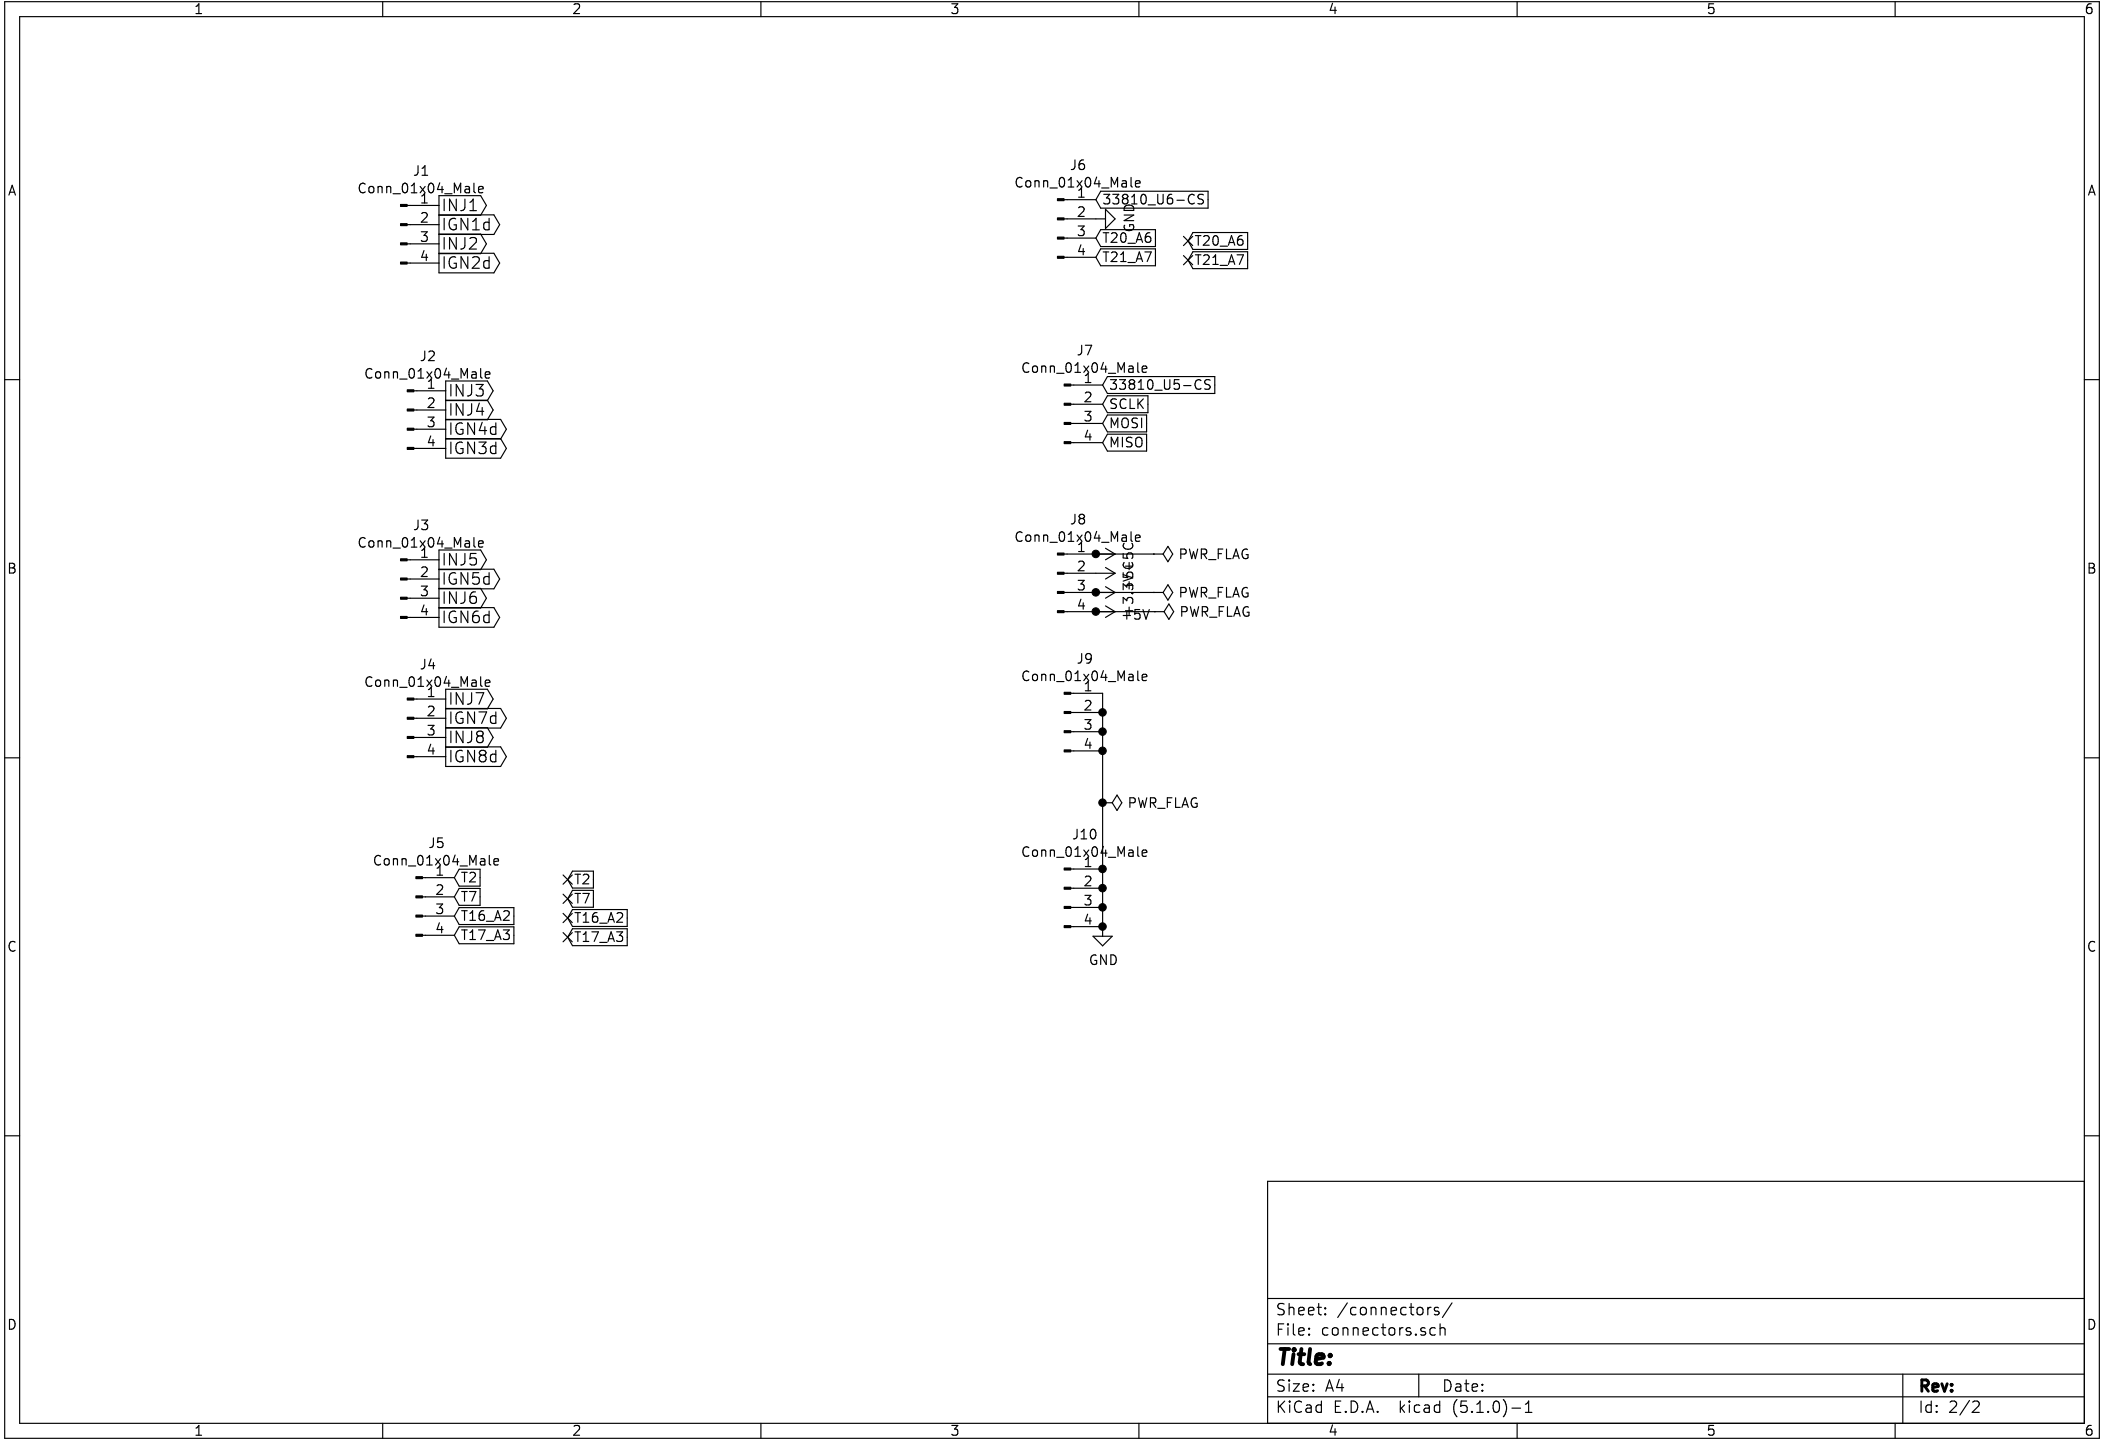 1 2 3 4 5 6
A A
J1
Conn_01x04_Male
1 INJ1
2 IGN1d
3 INJ2
4 IGN2d
J6
Conn_01x04_Male
1 33810_U6-CS
2 GND
3 T20_A6 T20_A6
4 T21_A7 T21_A7
J2
Conn_01x04_Male
1 INJ3
2 INJ4
3 IGN4d
4 IGN3d
J7
Conn_01x04_Male
1 33810_U5-CS
2 SCLK
3 MOSI
4 MISO
B B
J3
Conn_01x04_Male
1 INJ5
2 IGN5d
3 INJ6
4 IGN6d
J8
Conn_01x04_Male
1 PWR_FLAG
2
3 PWR_FLAG
4 +5V PWR_FLAG
J4
Conn_01x04_Male
1 INJ7
2 IGN7d
3 INJ8
4 IGN8d
J9
Conn_01x04_Male
1
2
3
4
PWR_FLAG
J5
Conn_01x04_Male
1 T2 T2
2 T7 T7
3 T16_A2 T16_A2
4 T17_A3 T17_A3
J10
Conn_01x04_Male
1
2
3
4
GND
C C
D D
Sheet: /connectors/
File: connectors.sch
Title:
Size: A4 Date: Rev:
KiCad E.D.A. kicad (5.1.0)-1 Id: 2/2
1 2 3 4 5 6